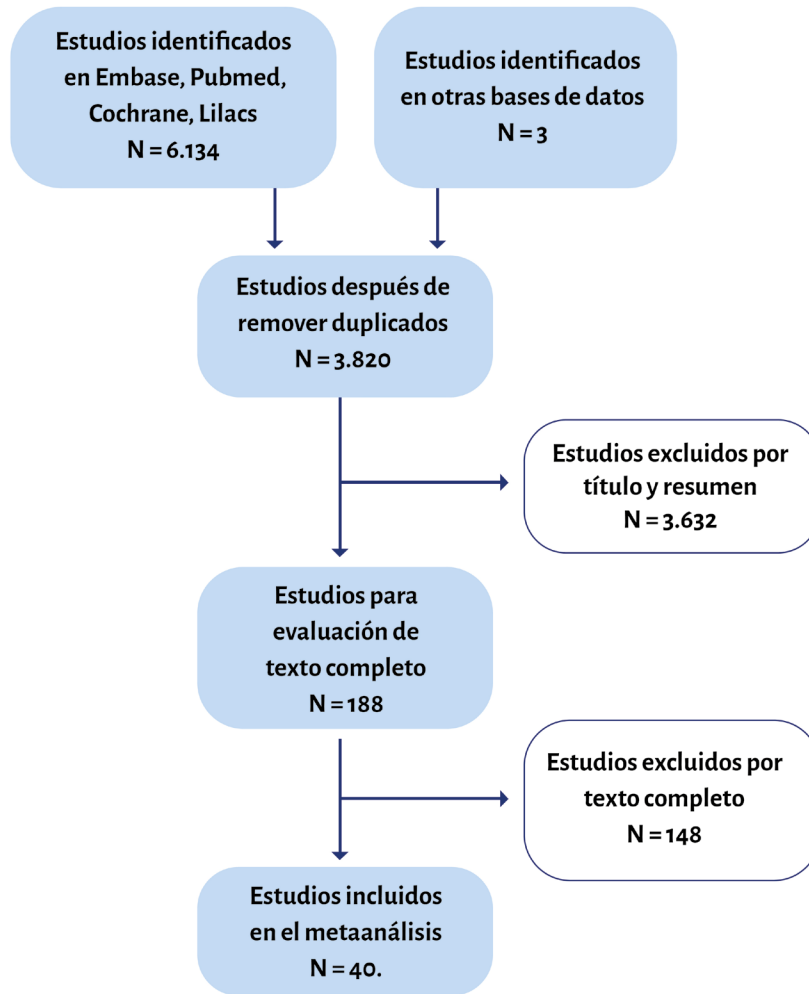 Estudios identificados
en Embase, Pubmed,
Cochrane, Lilacs
N = 6.134
Estudios identificados
en otras bases de datos
N = 3
Estudios después de
remover duplicados
N = 3.820
Estudios excluidos por
título y resumen
N = 3.632
Estudios para
evaluación de
texto completo
N = 188
Estudios excluidos por
texto completo
N = 148
Estudios incluidos
en el metaanálisis
N = 40.